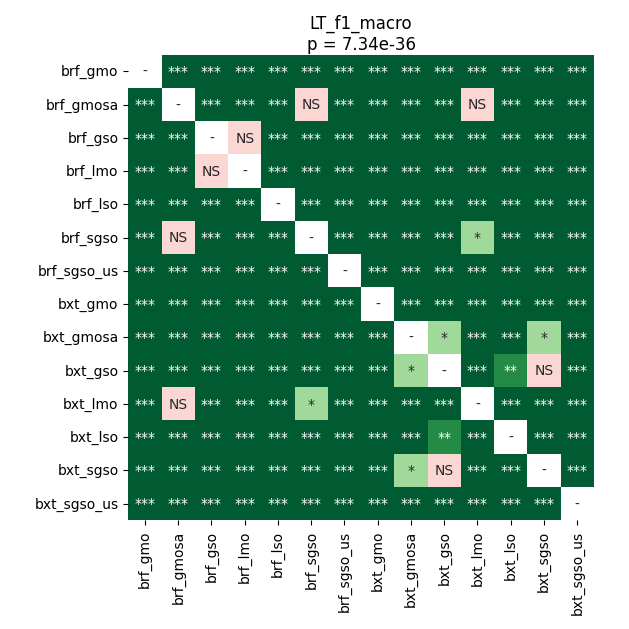 LT_f1_macro
p = 7.34e-36
brf_gmo - *** *** *** *** *** *** *** *** *** *** *** *** ***
brf_gmosa *** - *** *** *** NS *** *** *** *** NS *** *** ***
brf_gso *** *** - NS *** *** *** *** *** *** *** *** *** ***
brf_lmo *** *** NS - *** *** *** *** *** *** *** *** *** ***
brf_lso *** *** *** *** - *** *** *** *** *** *** *** *** ***
brf_sgso *** NS *** *** *** - *** *** *** *** * *** *** ***
brf_sgso_us *** *** *** *** *** *** - *** *** *** *** *** *** ***
bxt_gmo *** *** *** *** *** *** *** - *** *** *** *** *** ***
bxt_gmosa *** *** *** *** *** *** *** *** - * *** *** * ***
bxt_gso *** *** *** *** *** *** *** *** * - *** ** NS ***
bxt_lmo *** NS *** *** *** * *** *** *** *** - *** *** ***
bxt_lso *** *** *** *** *** *** *** *** *** ** *** - *** ***
bxt_sgso *** *** *** *** *** *** *** *** * NS *** *** - ***
bxt_sgso_us *** *** *** *** *** *** *** *** *** *** *** *** *** -
brf_gmo
brf_gmosa
brf_gso
brf_lmo
brf_lso
brf_sgso
brf_sgso_us
bxt_gmo
bxt_gmosa
bxt_gso
bxt_lmo
bxt_lso
bxt_sgso
bxt_sgso_us